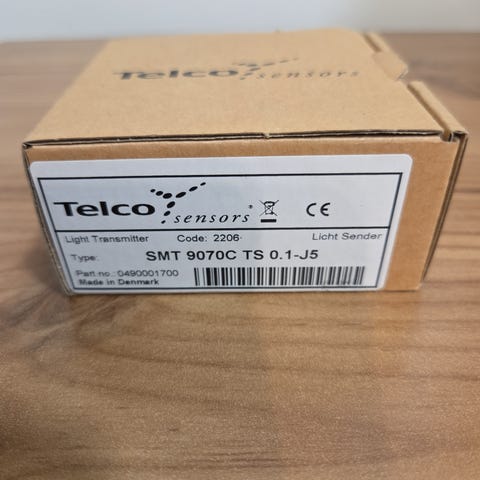 Telco sensors
Telco sensors® CE
Light Transmitter Code: 2206- Licht Sender
Type: SMT 9070C TS 0.1-J5
Part no.: 0490001700
Made in Denmark